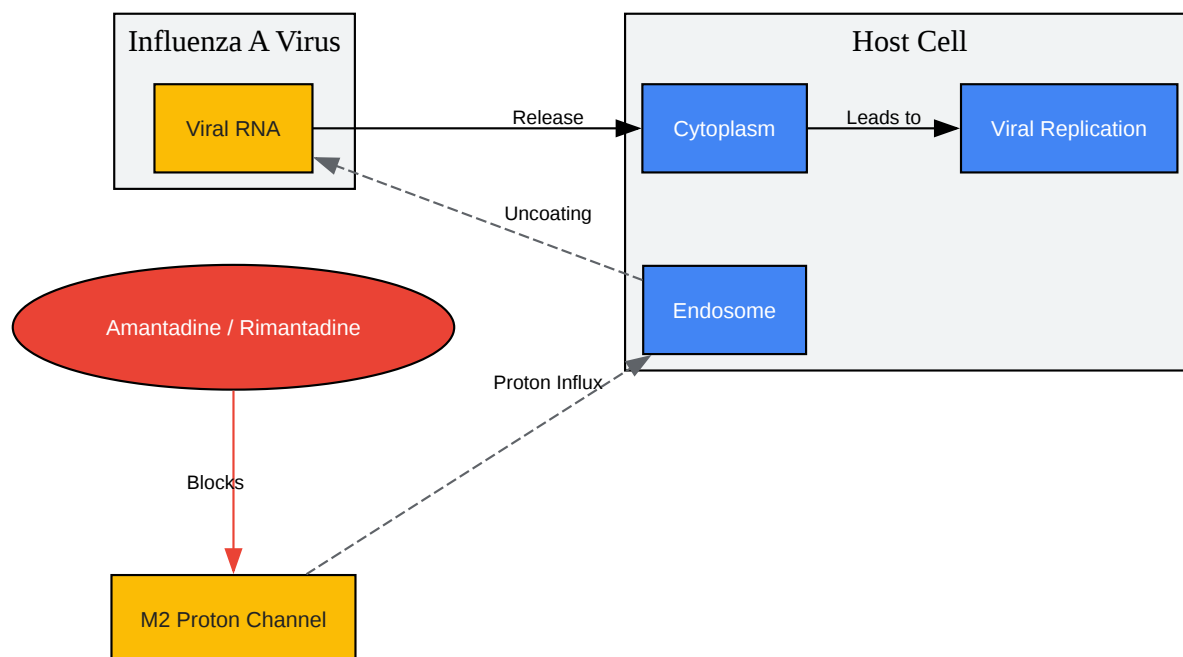 Influenza A Virus
Host Cell
Viral RNA
Release
Cytoplasm
Leads to
Viral Replication
Uncoating
Endosome
Amantadine / Rimantadine
Proton Influx
Blocks
M2 Proton Channel